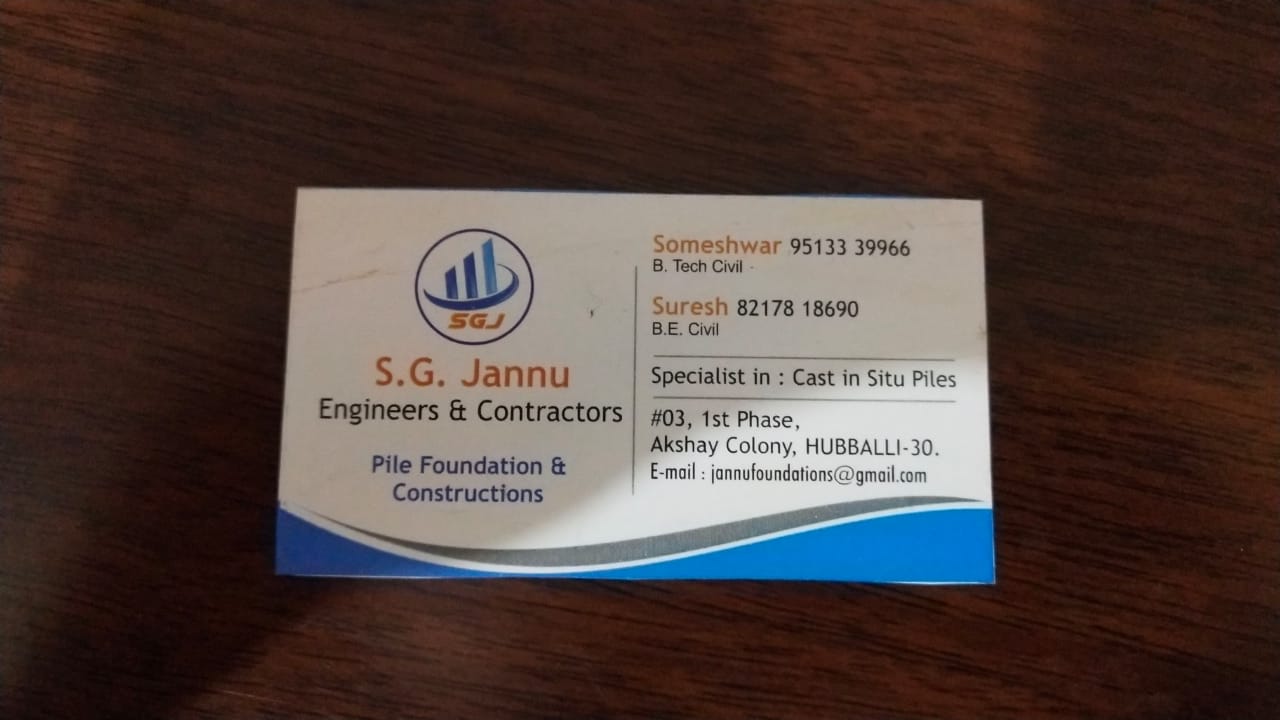 SGJ
S.G. Jannu
Engineers & Contractors
Pile Foundation &
Constructions
Someshwar 95133 39966
B. Tech Civil
Suresh 82178 18690
B.E. Civil
Specialist in : Cast in Situ Piles
#03, 1st Phase,
Akshay Colony, HUBBALLI-30.
E-mail : jannufoundations@gmail.com